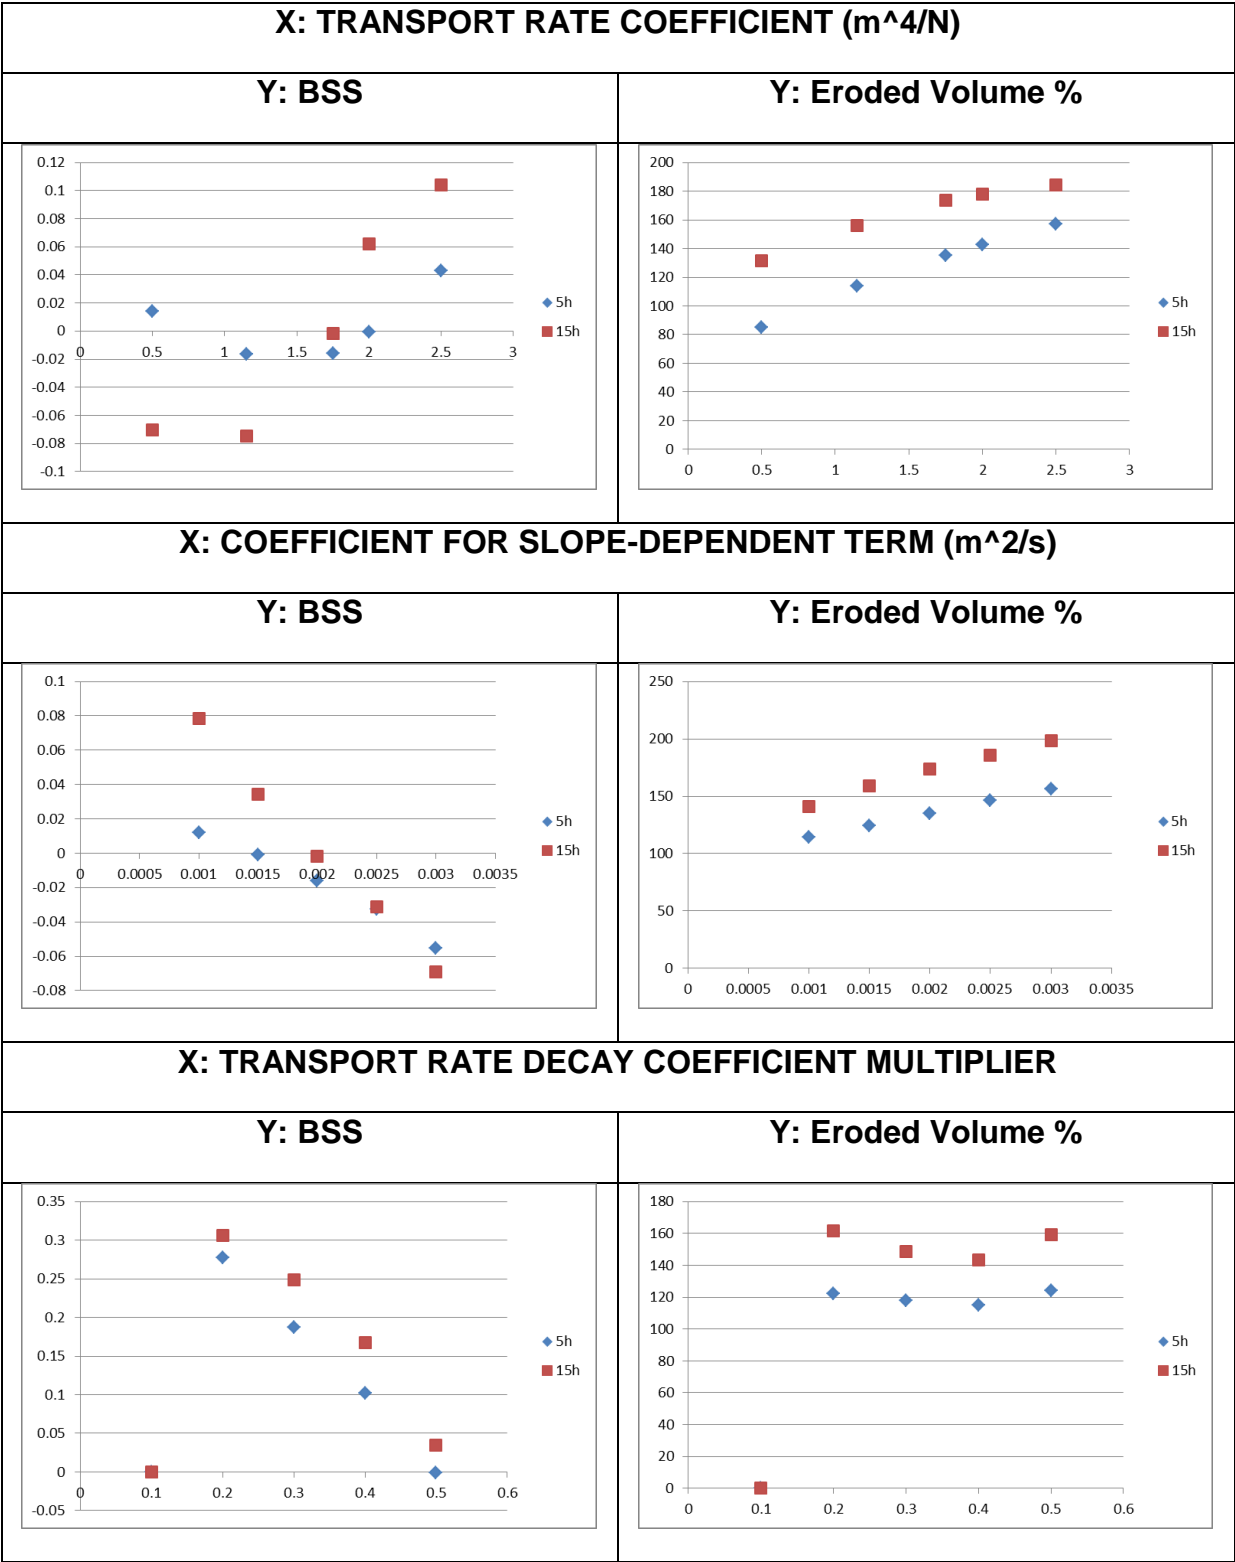 X: TRANSPORT RATE COEFFICIENT (m^4/N)
Y: BSS
Y: Eroded Volume %
0.12
0.1
0.08
0.06
0.04
0.02
0
-0.02
-0.04
-0.06
-0.08
-0.1
0 0.5 1 1.5 2 2.5 3
5h
15h
200
180
160
140
120
100
80
60
40
20
0
0 0.5 1 1.5 2 2.5 3
5h
15h
X: COEFFICIENT FOR SLOPE-DEPENDENT TERM (m^2/s)
Y: BSS
Y: Eroded Volume %
0.1
0.08
0.06
0.04
0.02
0
-0.02
-0.04
-0.06
-0.08
0 0.0005 0.001 0.0015 0.002 0.0025 0.003 0.0035
5h
15h
250
200
150
100
50
0
0 0.0005 0.001 0.0015 0.002 0.0025 0.003 0.0035
5h
15h
X: TRANSPORT RATE DECAY COEFFICIENT MULTIPLIER
Y: BSS
Y: Eroded Volume %
0.35
0.3
0.25
0.2
0.15
0.1
0.05
0
-0.05
0 0.1 0.2 0.3 0.4 0.5 0.6
5h
15h
180
160
140
120
100
80
60
40
20
0
0 0.1 0.2 0.3 0.4 0.5 0.6
5h
15h